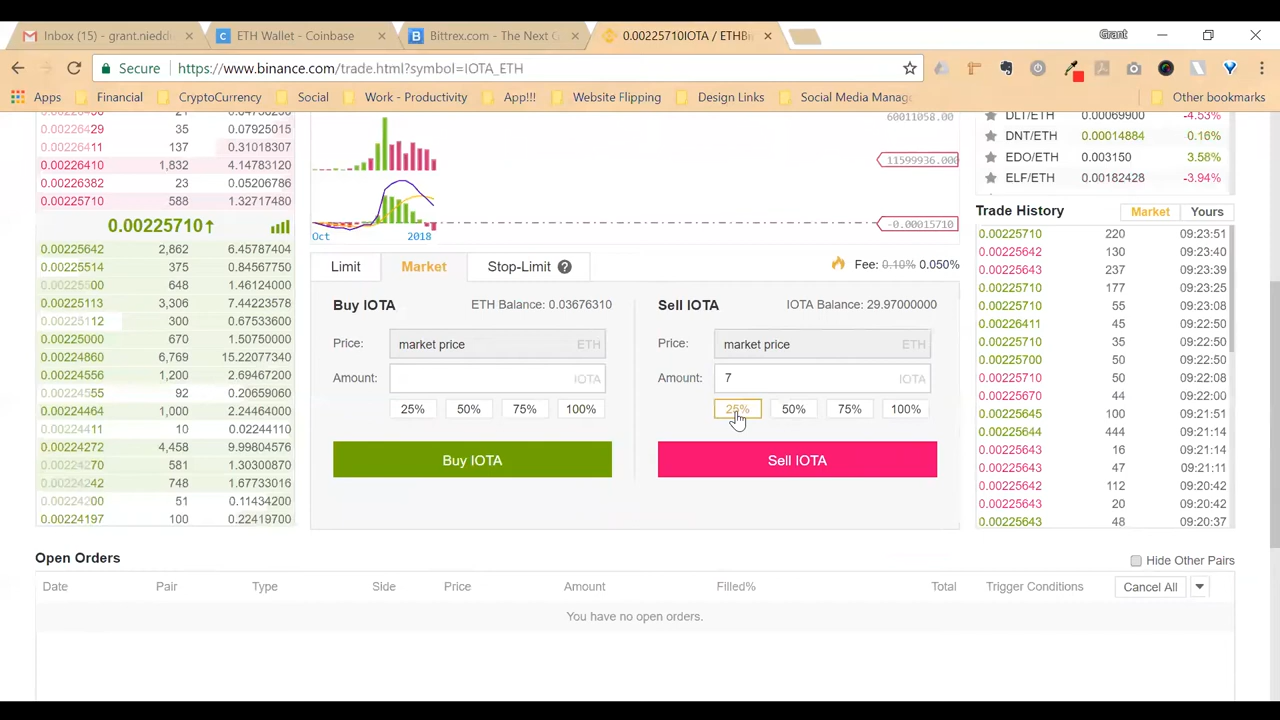 Inbox (15) - grant.niedd
ETH Wallet - Coinbase
Bittrex.com - The Next G
0.00225710IOTA / ETHBi
Grant
Secure
https://www.binance.com/trade.html?symbol=IOTA_ETH
Apps
Financial
CryptoCurrency
Social
Work - Productivity
App!!!
Website Flipping
Design Links
Social Media Manag
Other bookmarks
0.00226429 35 0.07925015
0.00226411 137 0.31018307
0.00226410 1,832 4.14783120
0.00226382 23 0.05206786
0.00225710 588 1.32717480
0.00225710↑
0.00225642 2,862 6.45787404
0.00225514 375 0.84567750
0.00225500 648 1.46124000
0.00225113 3,306 7.44223578
0.00225112 300 0.67533600
0.00225000 670 1.50750000
0.00224860 6,769 15.22077340
0.00224556 1,200 2.69467200
0.00224555 92 0.20659060
0.00224464 1,000 2.24464000
0.00224411 10 0.02244110
0.00224272 4,458 9.99804576
0.00224270 581 1.30300870
0.00224242 748 1.67733016
0.00224200 51 0.11434200
0.00224197 100 0.22419700
60011058.00
11599936.000
-0.00015710
Oct 2018
Limit
Market
Stop-Limit ?
Fee: 0.10% 0.050%
Buy IOTA
ETH Balance: 0.03676310
Price: market price ETH
Amount: IOTA
25% 50% 75% 100%
Buy IOTA
Sell IOTA
IOTA Balance: 29.97000000
Price: market price ETH
Amount: 7 IOTA
25% 50% 75% 100%
Sell IOTA
DLT/ETH 0.00069900 -4.53%
DNT/ETH 0.00014884 0.16%
EDO/ETH 0.003150 3.58%
ELF/ETH 0.00182428 -3.94%
Trade History
Market
Yours
0.00225710 220 09:23:51
0.00225642 130 09:23:40
0.00225643 237 09:23:39
0.00225710 177 09:23:25
0.00225710 55 09:23:08
0.00226411 45 09:22:50
0.00225710 35 09:22:50
0.00225700 50 09:22:50
0.00225710 50 09:22:08
0.00225670 44 09:22:00
0.00225645 100 09:21:51
0.00225644 444 09:21:14
0.00225643 16 09:21:14
0.00225643 47 09:21:11
0.00225642 112 09:20:42
0.00225643 20 09:20:42
0.00225643 48 09:20:37
Open Orders
Hide Other Pairs
Date Pair Type Side Price Amount Filled% Total Trigger Conditions Cancel All
You have no open orders.